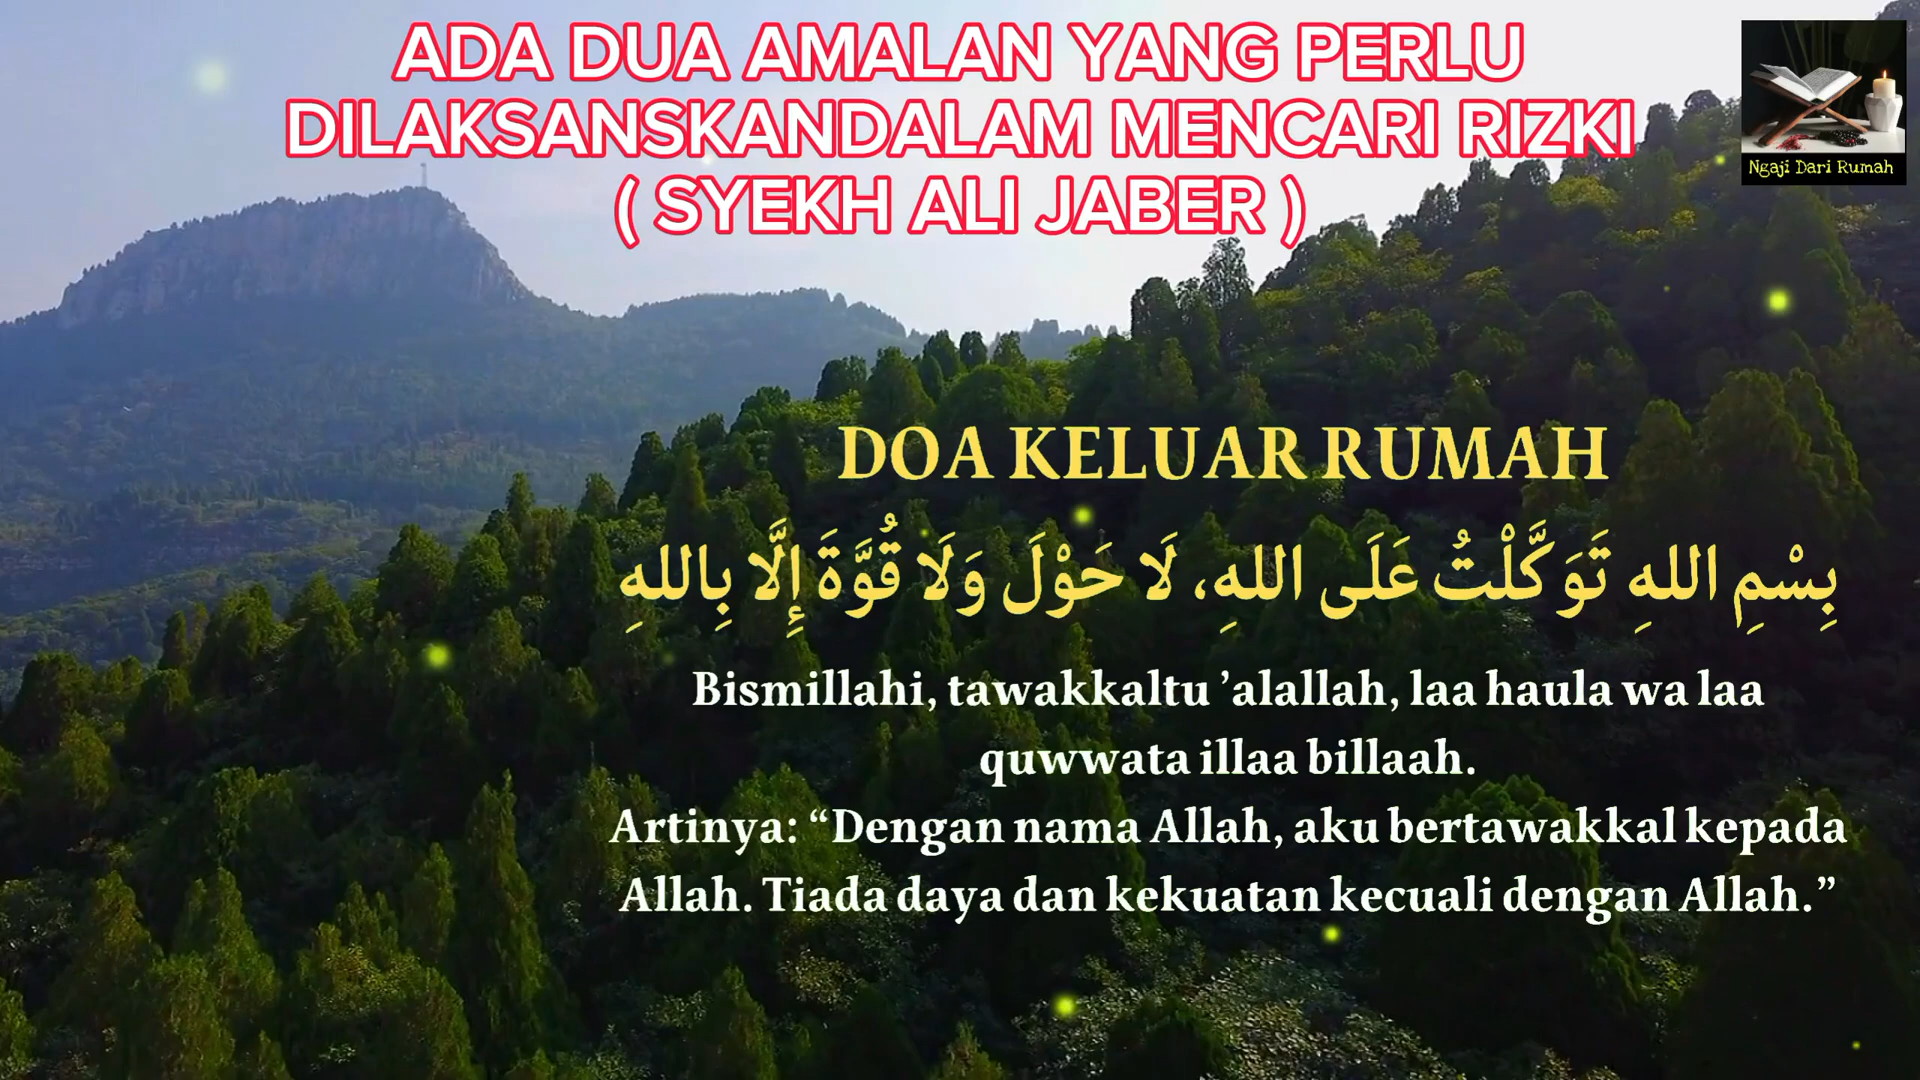 ADA DUA AMALAN YANG PERLU
DILAKSANSKANDALAM MENCARI RIZKI
( SYEKH ALI JABER )
Ngaji Dari Rumah
DOA KELUAR RUMAH
بِسْمِ اللهِ تَوَكَّلْتُ عَلَى اللهِ، لَا حَوْلَ وَلَا قُوَّةَ إِلَّا بِاللهِ
Bismillahi, tawakkaltu ’alallah, laa haula wa laa
quwwata illaa billaah.
Artinya: “Dengan nama Allah, aku bertawakkal kepada
Allah. Tiada daya dan kekuatan kecuali dengan Allah.”